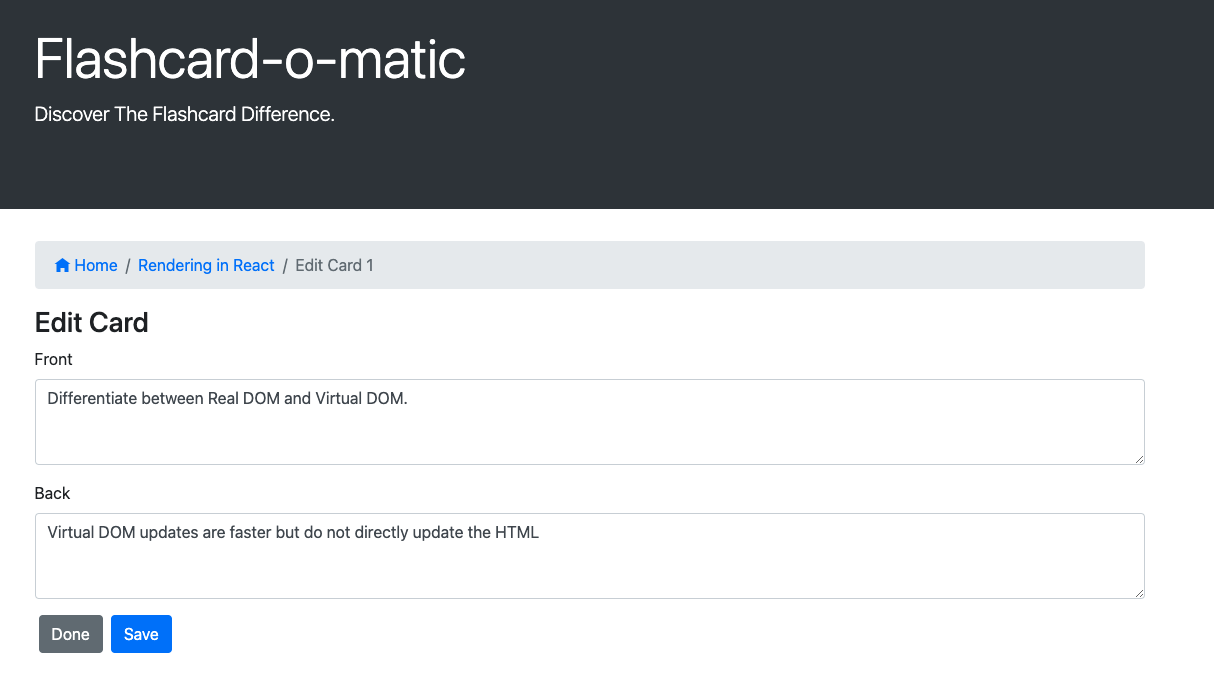 Flashcard-o-matic
Discover The Flashcard Difference.
Home / Rendering in React / Edit Card 1
Edit Card
Front
Differentiate between Real DOM and Virtual DOM.
Back
Virtual DOM updates are faster but do not directly update the HTML
Done Save